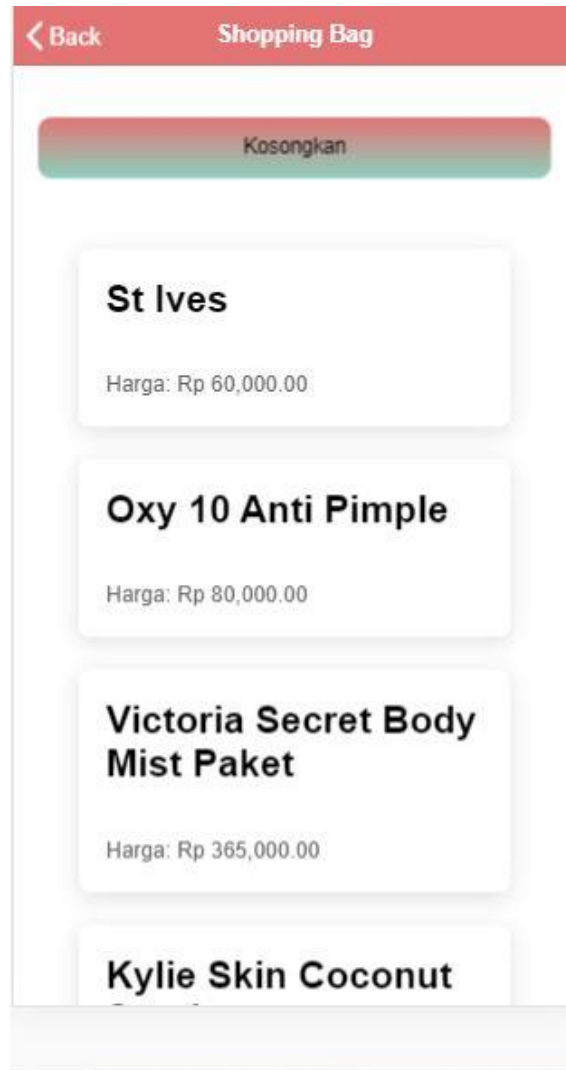 Back
Shopping Bag
Kosongkan
St Ives
Harga: Rp 60,000.00
Oxy 10 Anti Pimple
Harga: Rp 80,000.00
Victoria Secret Body
Mist Paket
Harga: Rp 365,000.00
Kylie Skin Coconut